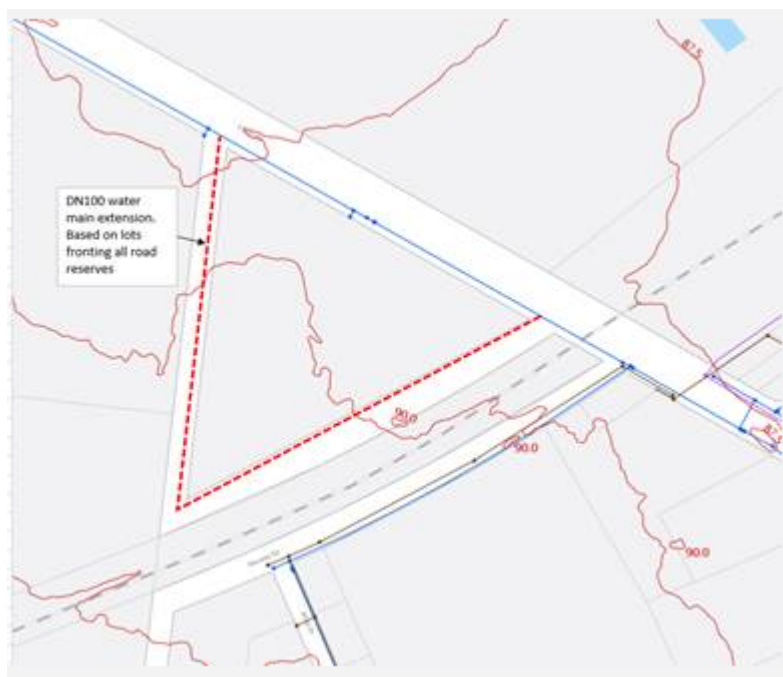 87.5
DN100 water
main extension.
Based on lots
fronting all road
reserves
90.0
90.0
90.0